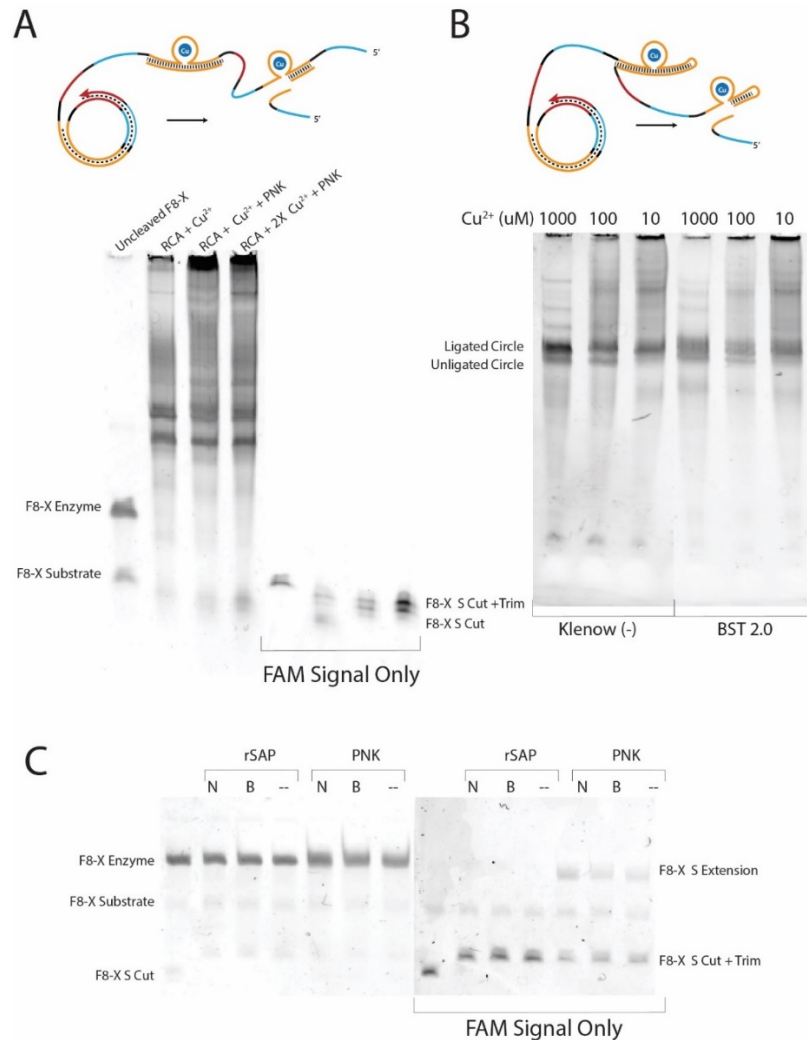 A
Cu
Cu
5'
5'
Uncleaved F8-X
RCA + Cu²⁺
RCA + Cu²⁺ + PNK
RCA + 2X Cu²⁺ + PNK
F8-X Enzyme
F8-X Substrate
F8-X S Cut +Trim
F8-X S Cut
FAM Signal Only
B
Cu
Cu
5'
Cu²⁺ (uM) 1000 100 10 1000 100 10
Ligated Circle
Unligated Circle
Klenow (-) BST 2.0
C
rSAP PNK rSAP PNK
N B -- N B -- N B -- N B --
F8-X Enzyme
F8-X Substrate
F8-X S Cut
F8-X S Extension
F8-X S Cut + Trim
FAM Signal Only